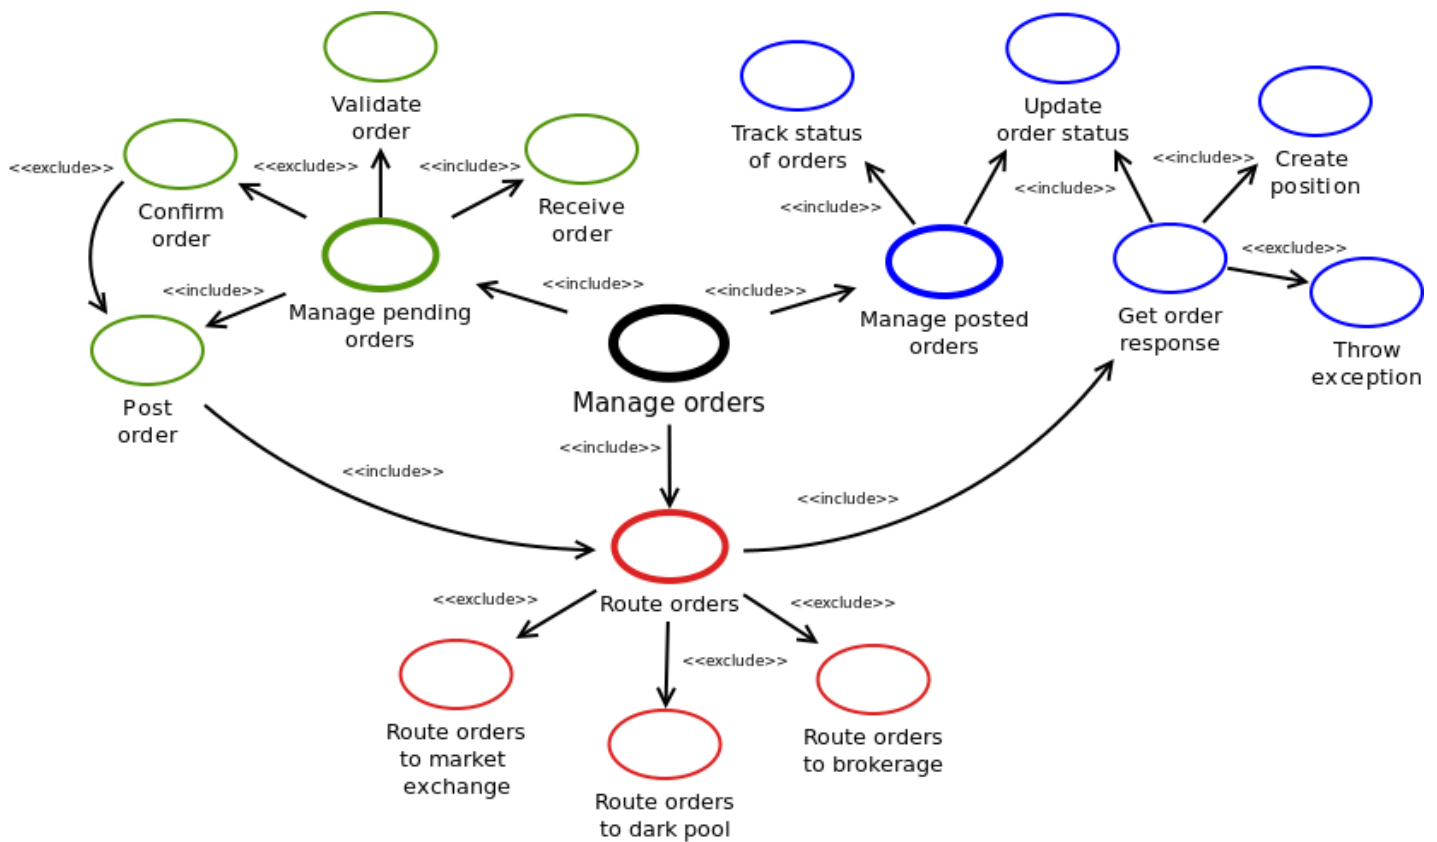 Validate
order
<<exclude>>
<<exclude>>
<<include>>
Confirm
order
Receive
order
<<include>>
Manage pending
orders
Post
order
Track status
of orders
Update
order status
<<include>>
Create
position
<<include>>
<<include>>
<<exclude>>
<<include>>
<<include>>
Manage posted
orders
Get order
response
Throw
exception
Manage orders
<<include>>
<<include>>
<<include>>
Route orders
<<exclude>>
<<exclude>>
<<exclude>>
Route orders
to market
exchange
Route orders
to dark pool
Route orders
to brokerage